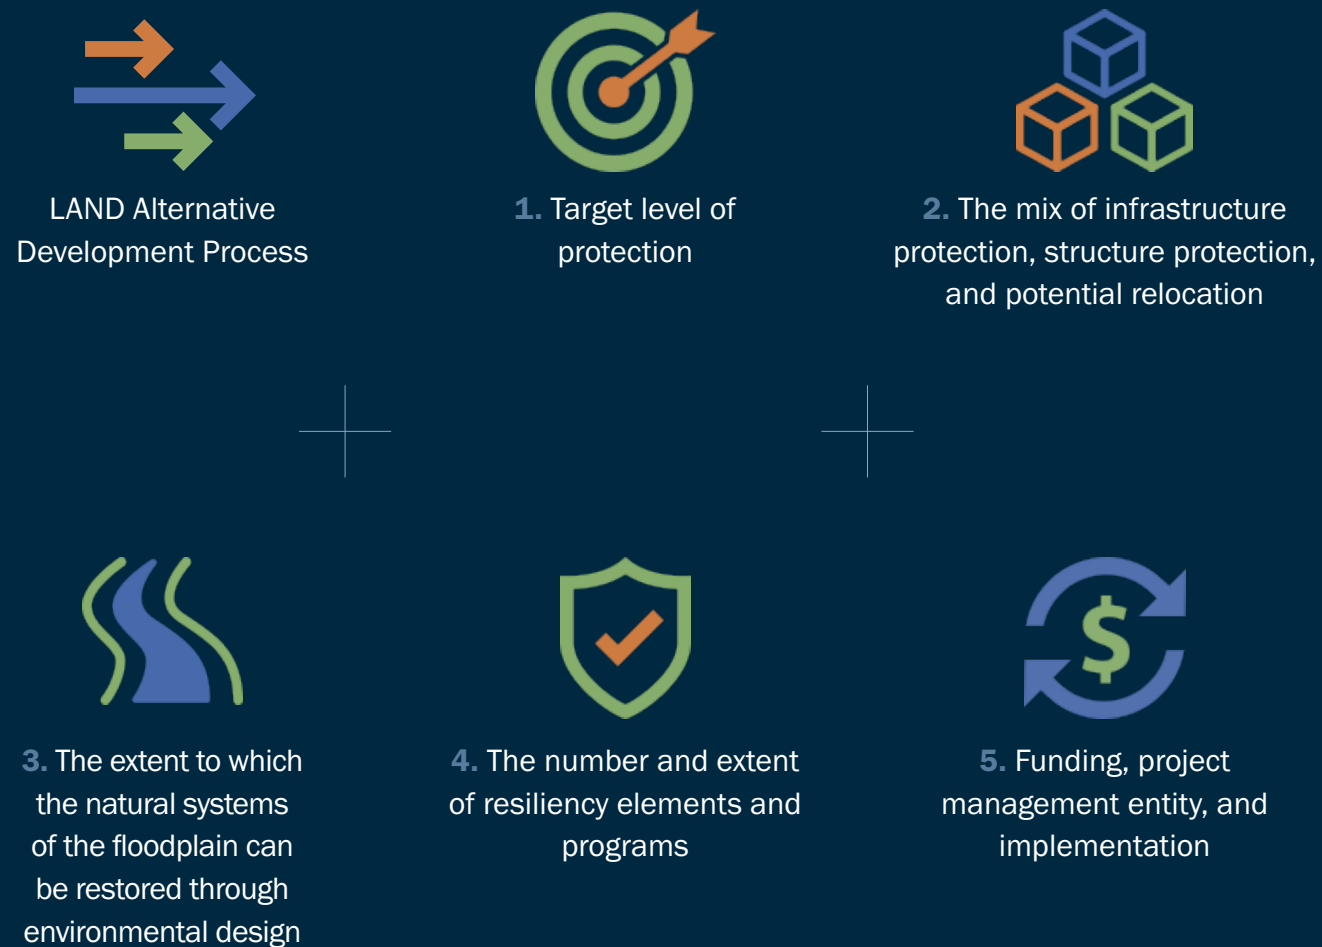 LAND Alternative
Development Process
1. Target level of
protection
2. The mix of infrastructure
protection, structure protection,
and potential relocation
3. The extent to which
the natural systems
of the floodplain can
be restored through
environmental design
4. The number and extent
of resiliency elements and
programs
$
5. Funding, project
management entity, and
implementation